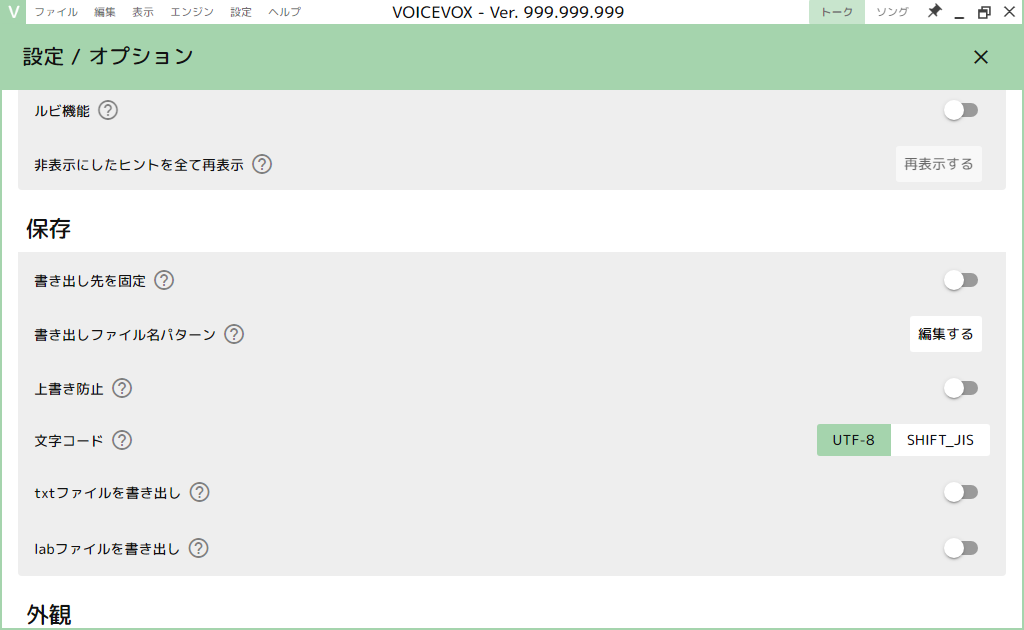 V ファイル 編集 表示 エンジン 設定 ヘルプ VOICEVOX - Ver. 999.999.999 トーク ソング
設定 / オプション
ルビ機能
非表示にしたヒントを全て再表示 再表示する
保存
書き出し先を固定
書き出しファイル名パターン 編集する
上書き防止
文字コード UTF-8 SHIFT_JIS
txtファイルを書き出し
labファイルを書き出し
外観